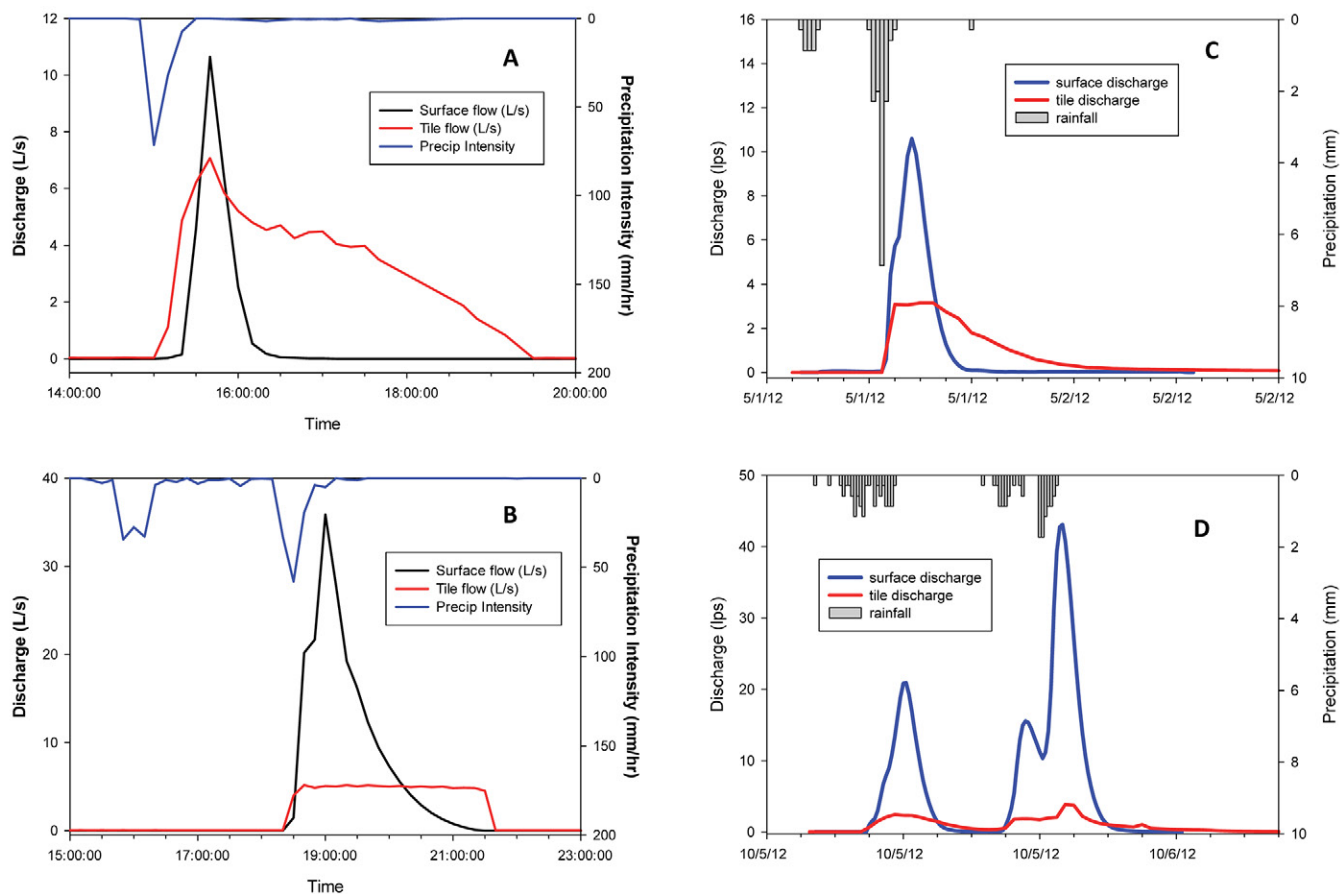 A
Surface flow (L/s)
Tile flow (L/s)
Precip Intensity
12
10
8
6
4
2
0
Discharge (L/s)
0
50
100
150
200
Precipitation Intensity (mm/hr)
14:00:00
16:00:00
18:00:00
20:00:00
Time
C
surface discharge
tile discharge
rainfall
16
14
12
10
8
6
4
2
0
Discharge (lps)
0
2
4
6
8
10
Precipitation (mm)
5/1/12
5/1/12
5/1/12
5/2/12
5/2/12
5/2/12
B
Surface flow (L/s)
Tile flow (L/s)
Precip Intensity
40
30
20
10
0
Discharge (L/s)
0
50
100
150
200
Precipitation Intensity (mm/hr)
15:00:00
17:00:00
19:00:00
21:00:00
23:00:00
Time
D
surface discharge
tile discharge
rainfall
50
40
30
20
10
0
Discharge (lps)
0
2
4
6
8
10
Precipitation (mm)
10/5/12
10/5/12
10/5/12
10/6/12